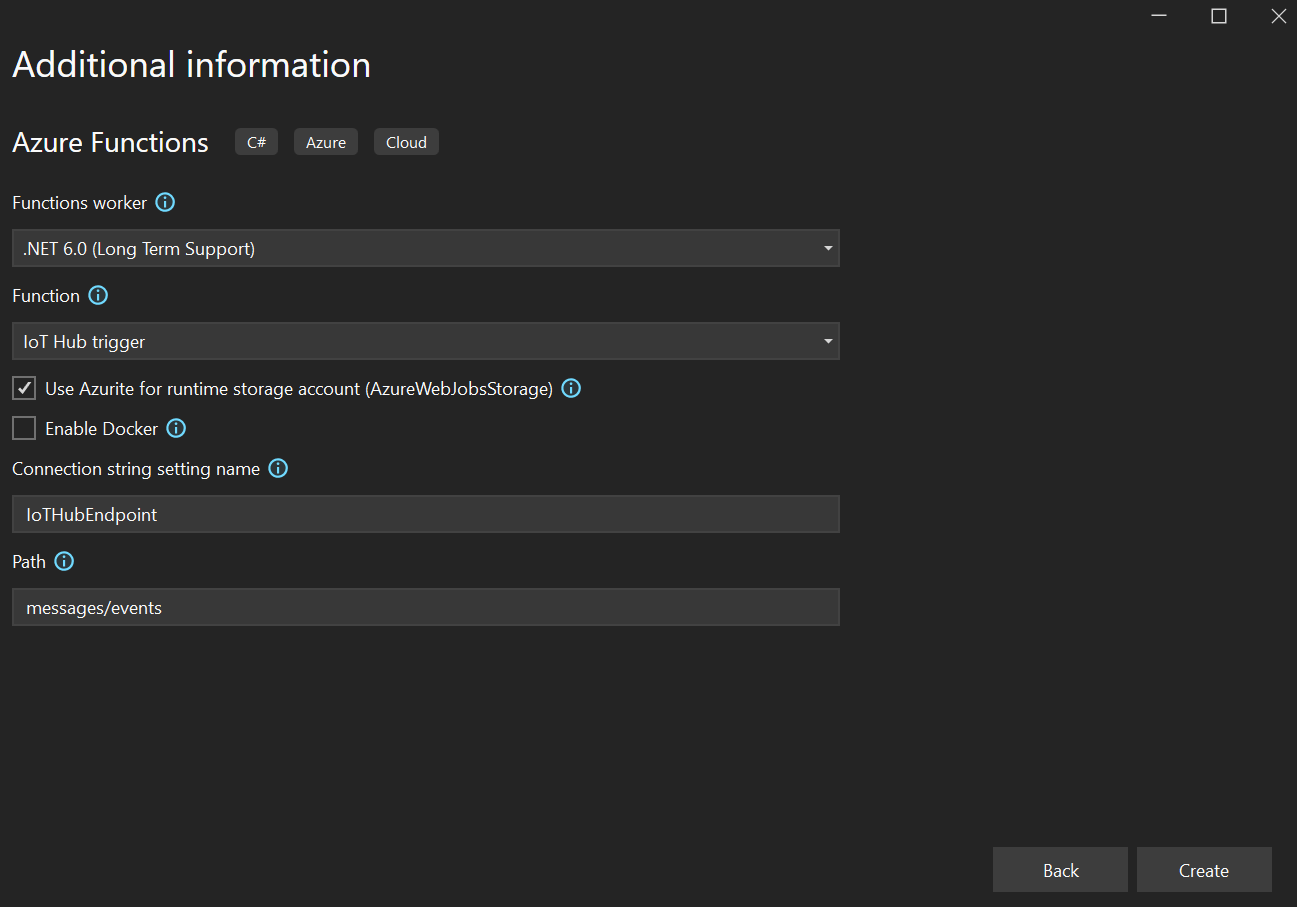 Additional information
Azure Functions C# Azure Cloud
Functions worker
.NET 6.0 (Long Term Support)
Function
IoT Hub trigger
Use Azurite for runtime storage account (AzureWebJobsStorage)
Enable Docker
Connection string setting name
IoTHubEndpoint
Path
messages/events
Back Create